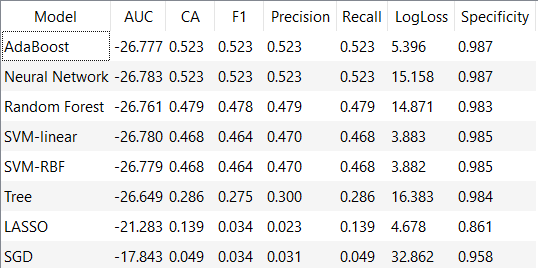 Model AUC CA F1 Precision Recall LogLoss Specificity
AdaBoost -26.777 0.523 0.523 0.523 0.523 5.396 0.987
Neural Network -26.783 0.523 0.523 0.523 0.523 15.158 0.987
Random Forest -26.761 0.479 0.478 0.479 0.479 14.871 0.983
SVM-linear -26.780 0.468 0.464 0.470 0.468 3.883 0.985
SVM-RBF -26.779 0.468 0.464 0.470 0.468 3.882 0.985
Tree -26.649 0.286 0.275 0.300 0.286 16.383 0.984
LASSO -21.283 0.139 0.034 0.023 0.139 4.678 0.861
SGD -17.843 0.049 0.034 0.031 0.049 32.862 0.958